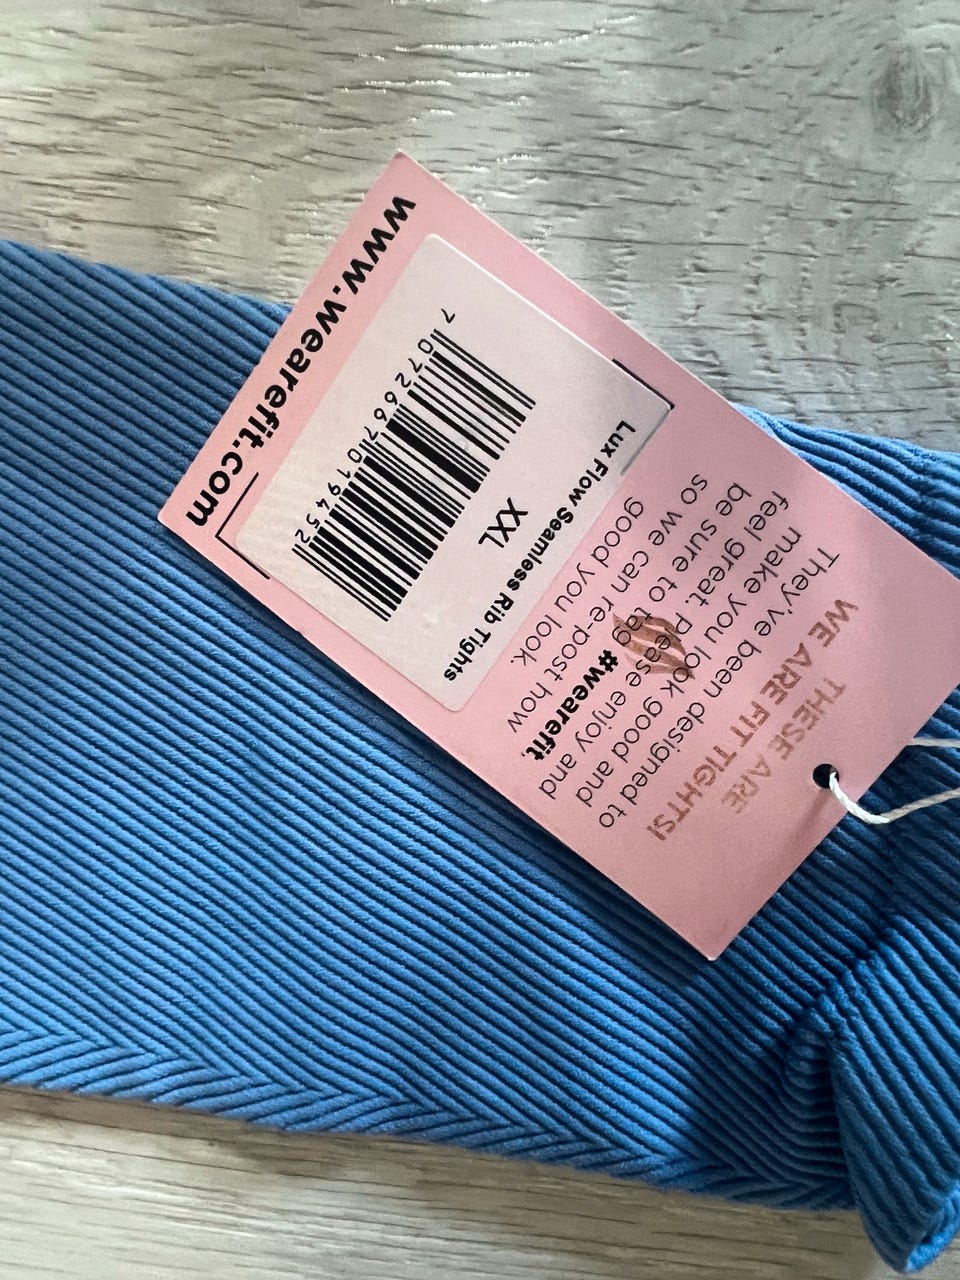 THESE ARE
WE ARE FIT TIGHTS!
They've been designed to
make you look good and
feel great. Please enjoy and
be sure to tag #wearefit.
so we can re-post how
good you look.
Lux Flow Seamless Rib Tights
XXL
7 072667 019452
www.wearefit.com